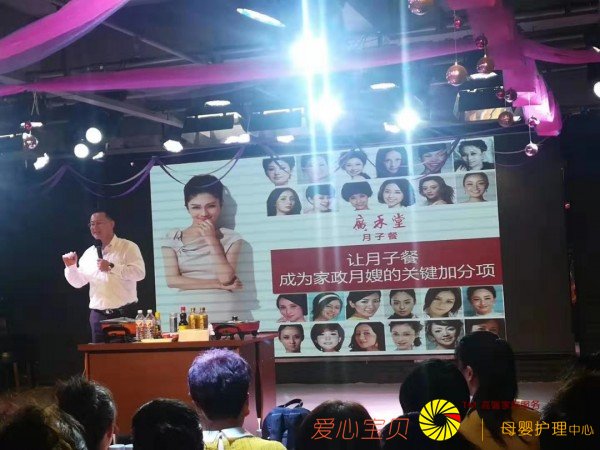 廣禾堂
月子餐
让月子餐
成为家政月嫂的关键加分项
爱心宝贝
母婴护理中心